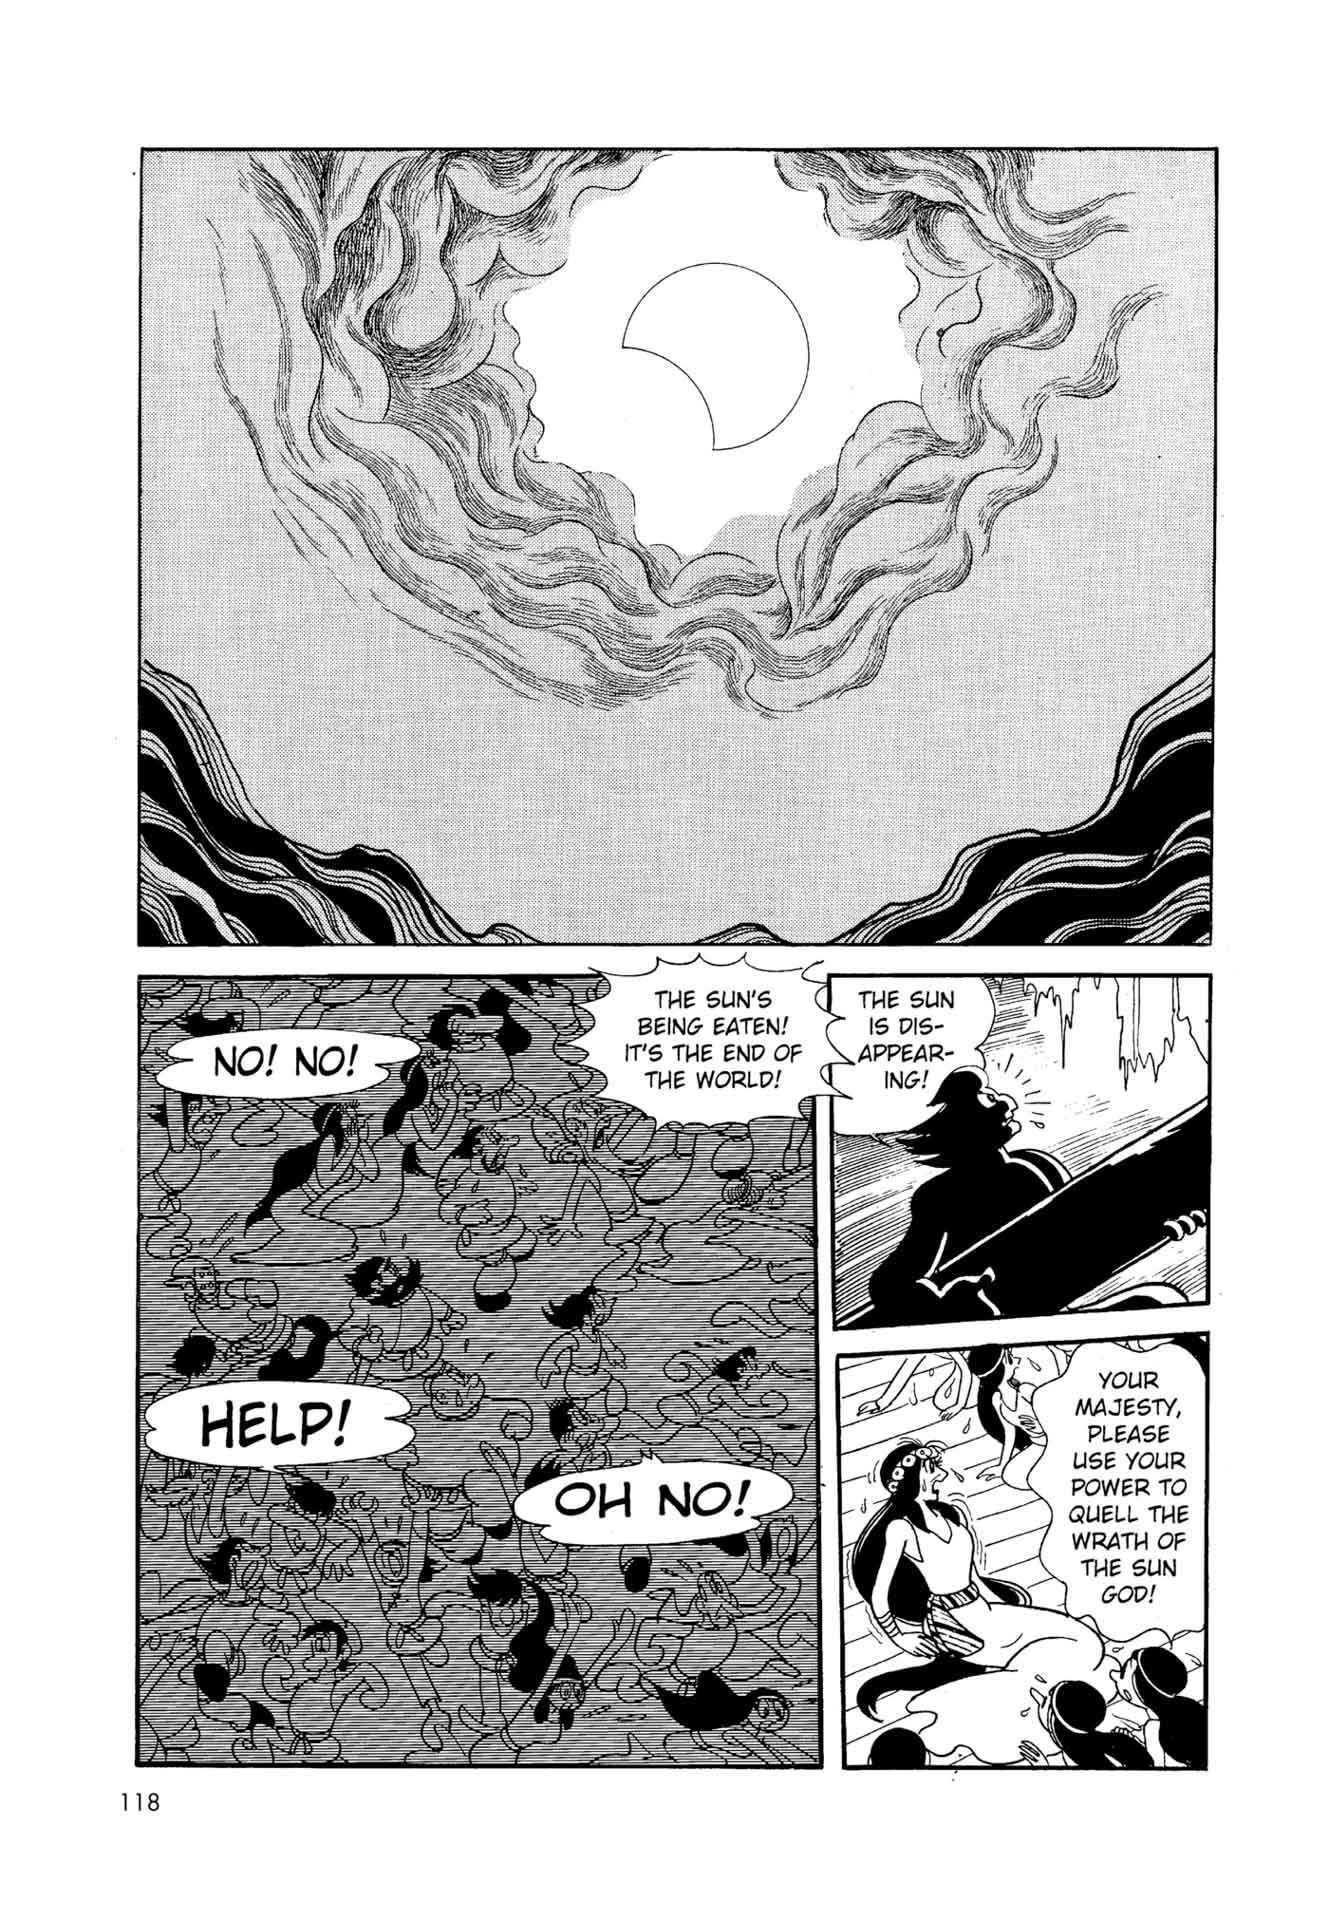 NO! NO!
THE SUN'S
BEING EATEN!
IT'S THE END OF
THE WORLD!
THE SUN
IS DIS-
APPEAR-
ING!
HELP!
OH NO!
YOUR
MAJESTY,
PLEASE
USE YOUR
POWER TO
QUELL THE
WRATH OF
THE SUN
GOD!
118